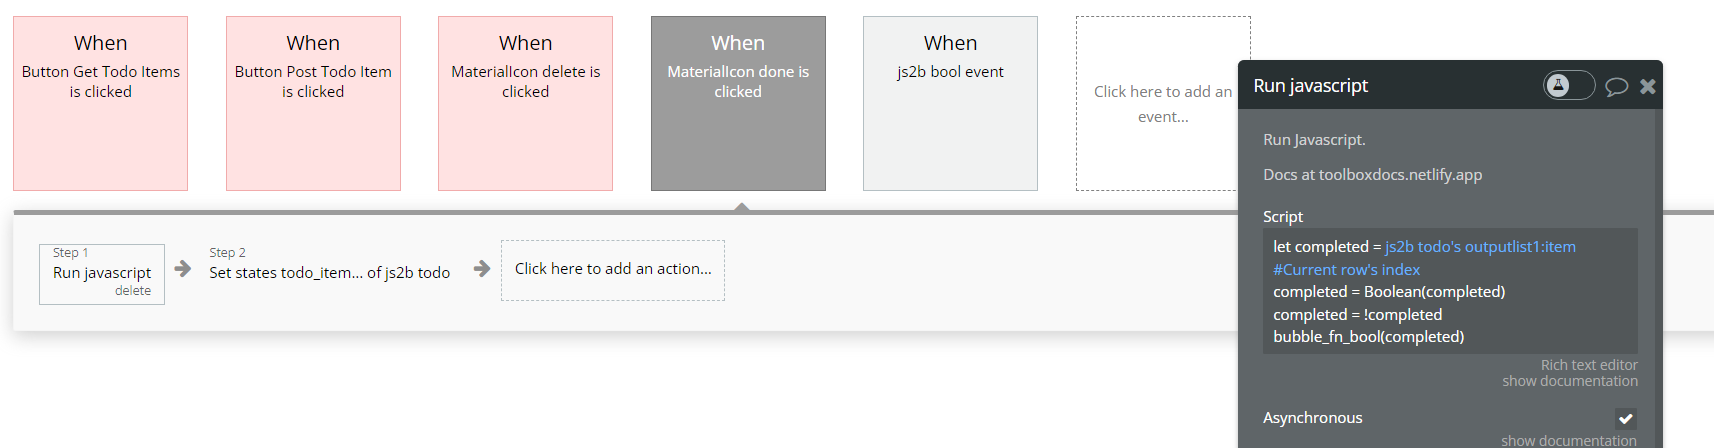 When
Button Get Todo Items
is clicked
When
Button Post Todo Item
is clicked
When
MaterialIcon delete is
clicked
When
MaterialIcon done is
clicked
When
js2b bool event
Click here to add an
event...
Step 1
Run javascript
delete
Step 2
Set states todo_item... of js2b todo
Click here to add an action...
Run javascript
Run Javascript.
Docs at toolboxdocs.netlify.app
Script
let completed = js2b todo's outputlist1:item
#Current row's index
completed = Boolean(completed)
completed = !completed
bubble_fn_bool(completed)
Rich text editor
show documentation
Asynchronous
show documentation